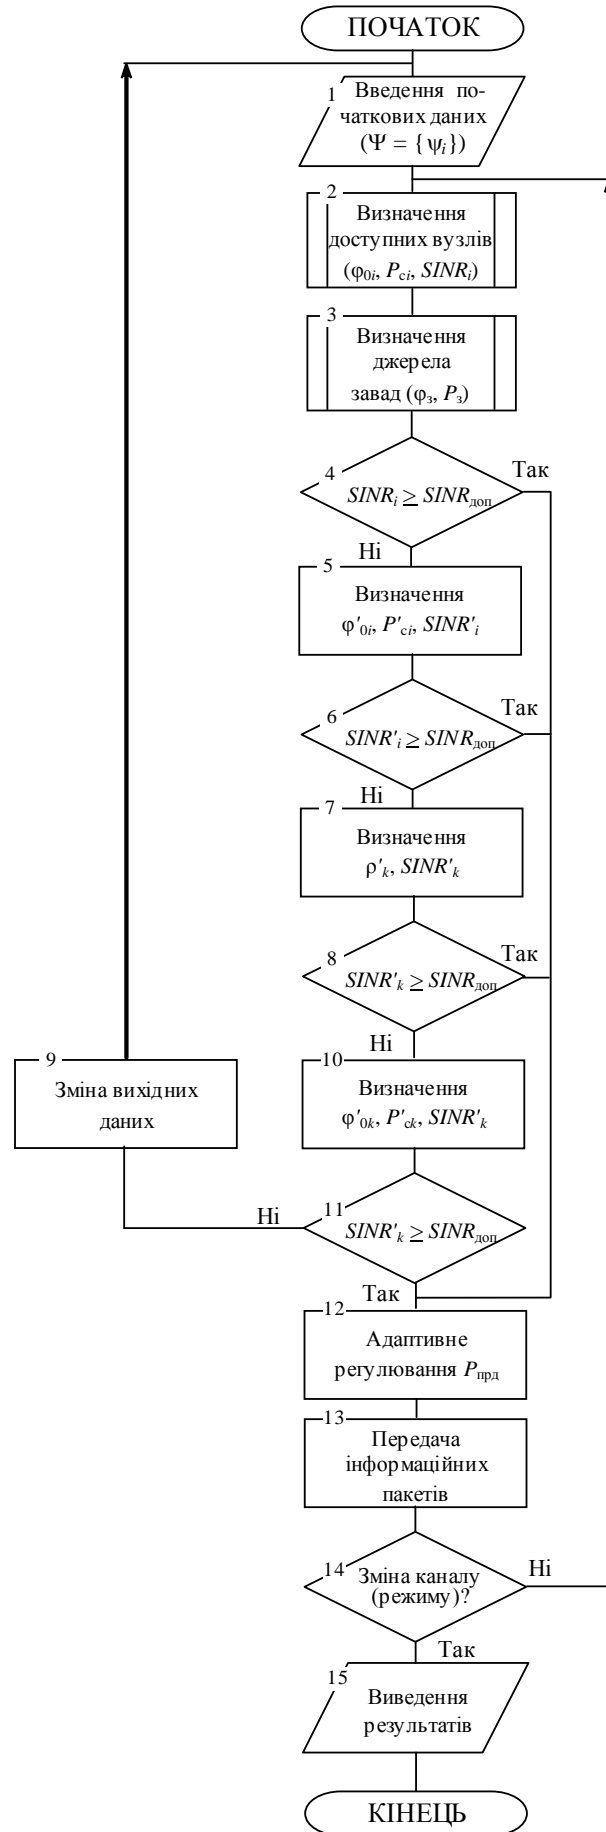 ПОЧАТОК
1
Введення по-
чаткових даних
(Ψ = {ψi})
2
Визначення
доступних вузлів
(φ0i, Pсi, SINRi)
3
Визначення
джерела
завад (φз, Pз)
4
Так
SINRi ≥ SINRдоп
Ні
5
Визначення
φ'0i, P'сi, SINR'i
6
Так
SINR'i ≥ SINRдоп
Ні
7
Визначення
ρ'k, SINR'k
8
Так
SINR'k ≥ SINRдоп
Ні
9
Зміна вихідних
даних
10
Визначення
φ'0k, P'сk, SINR'k
11
Ні
SINR'k ≥ SINRдоп
Так
12
Адаптивне
регулювання Pпрд
13
Передача
інформаційних
пакетів
14
Зміна каналу
(режиму)?
Ні
Так
15
Виведення
результатів
КІНЕЦЬ